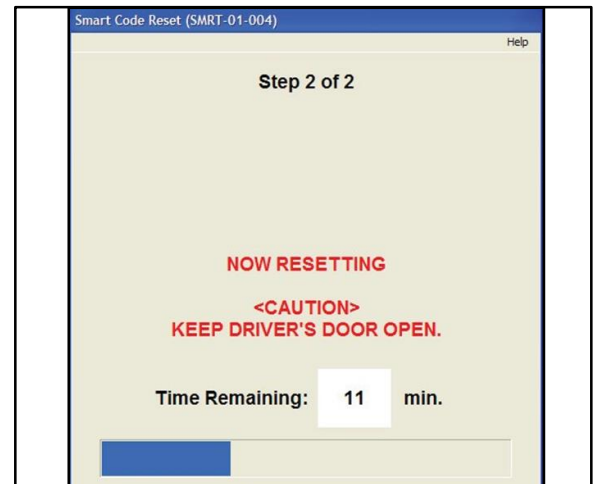 Smart Code Reset (SMRT-01-004)
Help
Step 2 of 2
NOW RESETTING
<CAUTION>
KEEP DRIVER'S DOOR OPEN.
Time Remaining: 11 min.